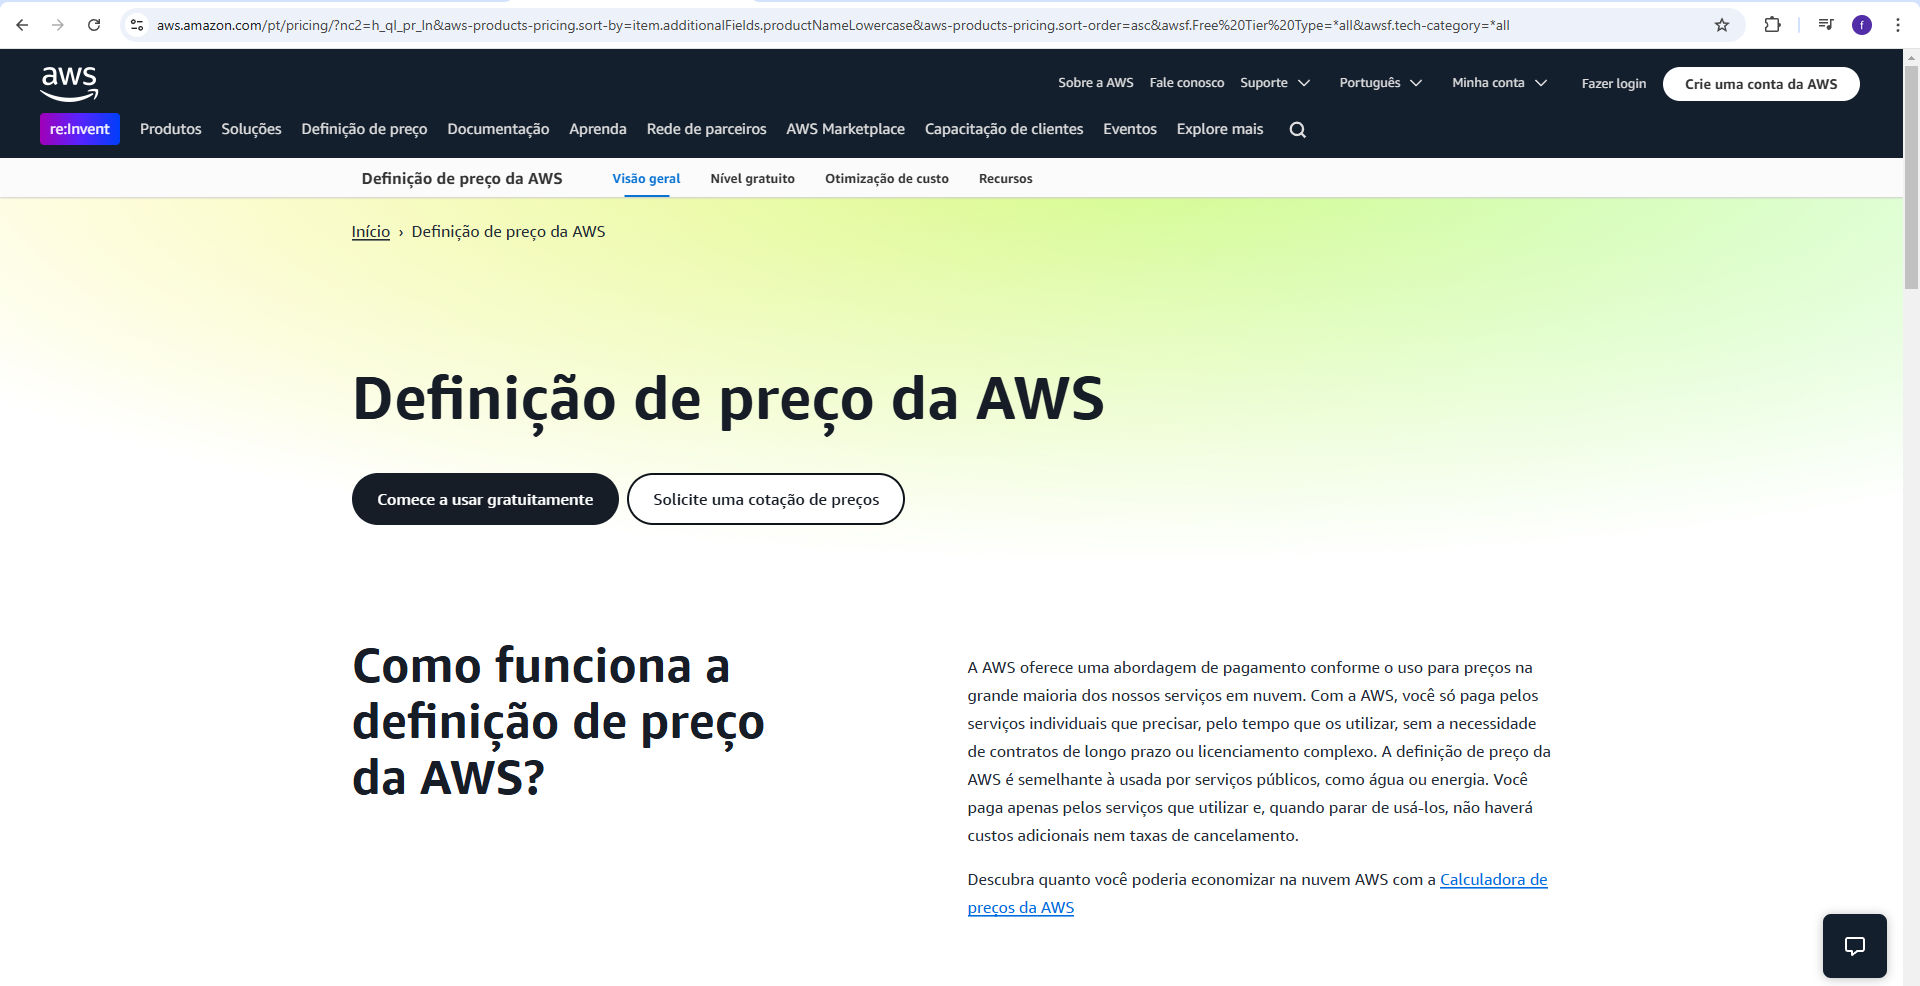 aws.amazon.com/pt/pricing/?nc2=h_ql_pr_ln&aws-products-pricing.sort-by=item.additionalFields.productNameLowercase&aws-products-pricing.sort-order=asc&awsf.Free%20Tier%20Type=*all&awsf.tech-category=*all
f
aws
Sobre a AWS Fale conosco Suporte Português Minha conta Fazer login Crie uma conta da AWS
re:Invent Produtos Soluções Definição de preço Documentação Aprenda Rede de parceiros AWS Marketplace Capacitação de clientes Eventos Explore mais
Definição de preço da AWS Visão geral Nível gratuito Otimização de custo Recursos
Início › Definição de preço da AWS
Definição de preço da AWS
Comece a usar gratuitamente Solicite uma cotação de preços
Como funciona a
definição de preço
da AWS?
A AWS oferece uma abordagem de pagamento conforme o uso para preços na
grande maioria dos nossos serviços em nuvem. Com a AWS, você só paga pelos
serviços individuais que precisar, pelo tempo que os utilizar, sem a necessidade
de contratos de longo prazo ou licenciamento complexo. A definição de preço da
AWS é semelhante à usada por serviços públicos, como água ou energia. Você
paga apenas pelos serviços que utilizar e, quando parar de usá-los, não haverá
custos adicionais nem taxas de cancelamento.
Descubra quanto você poderia economizar na nuvem AWS com a Calculadora de
preços da AWS